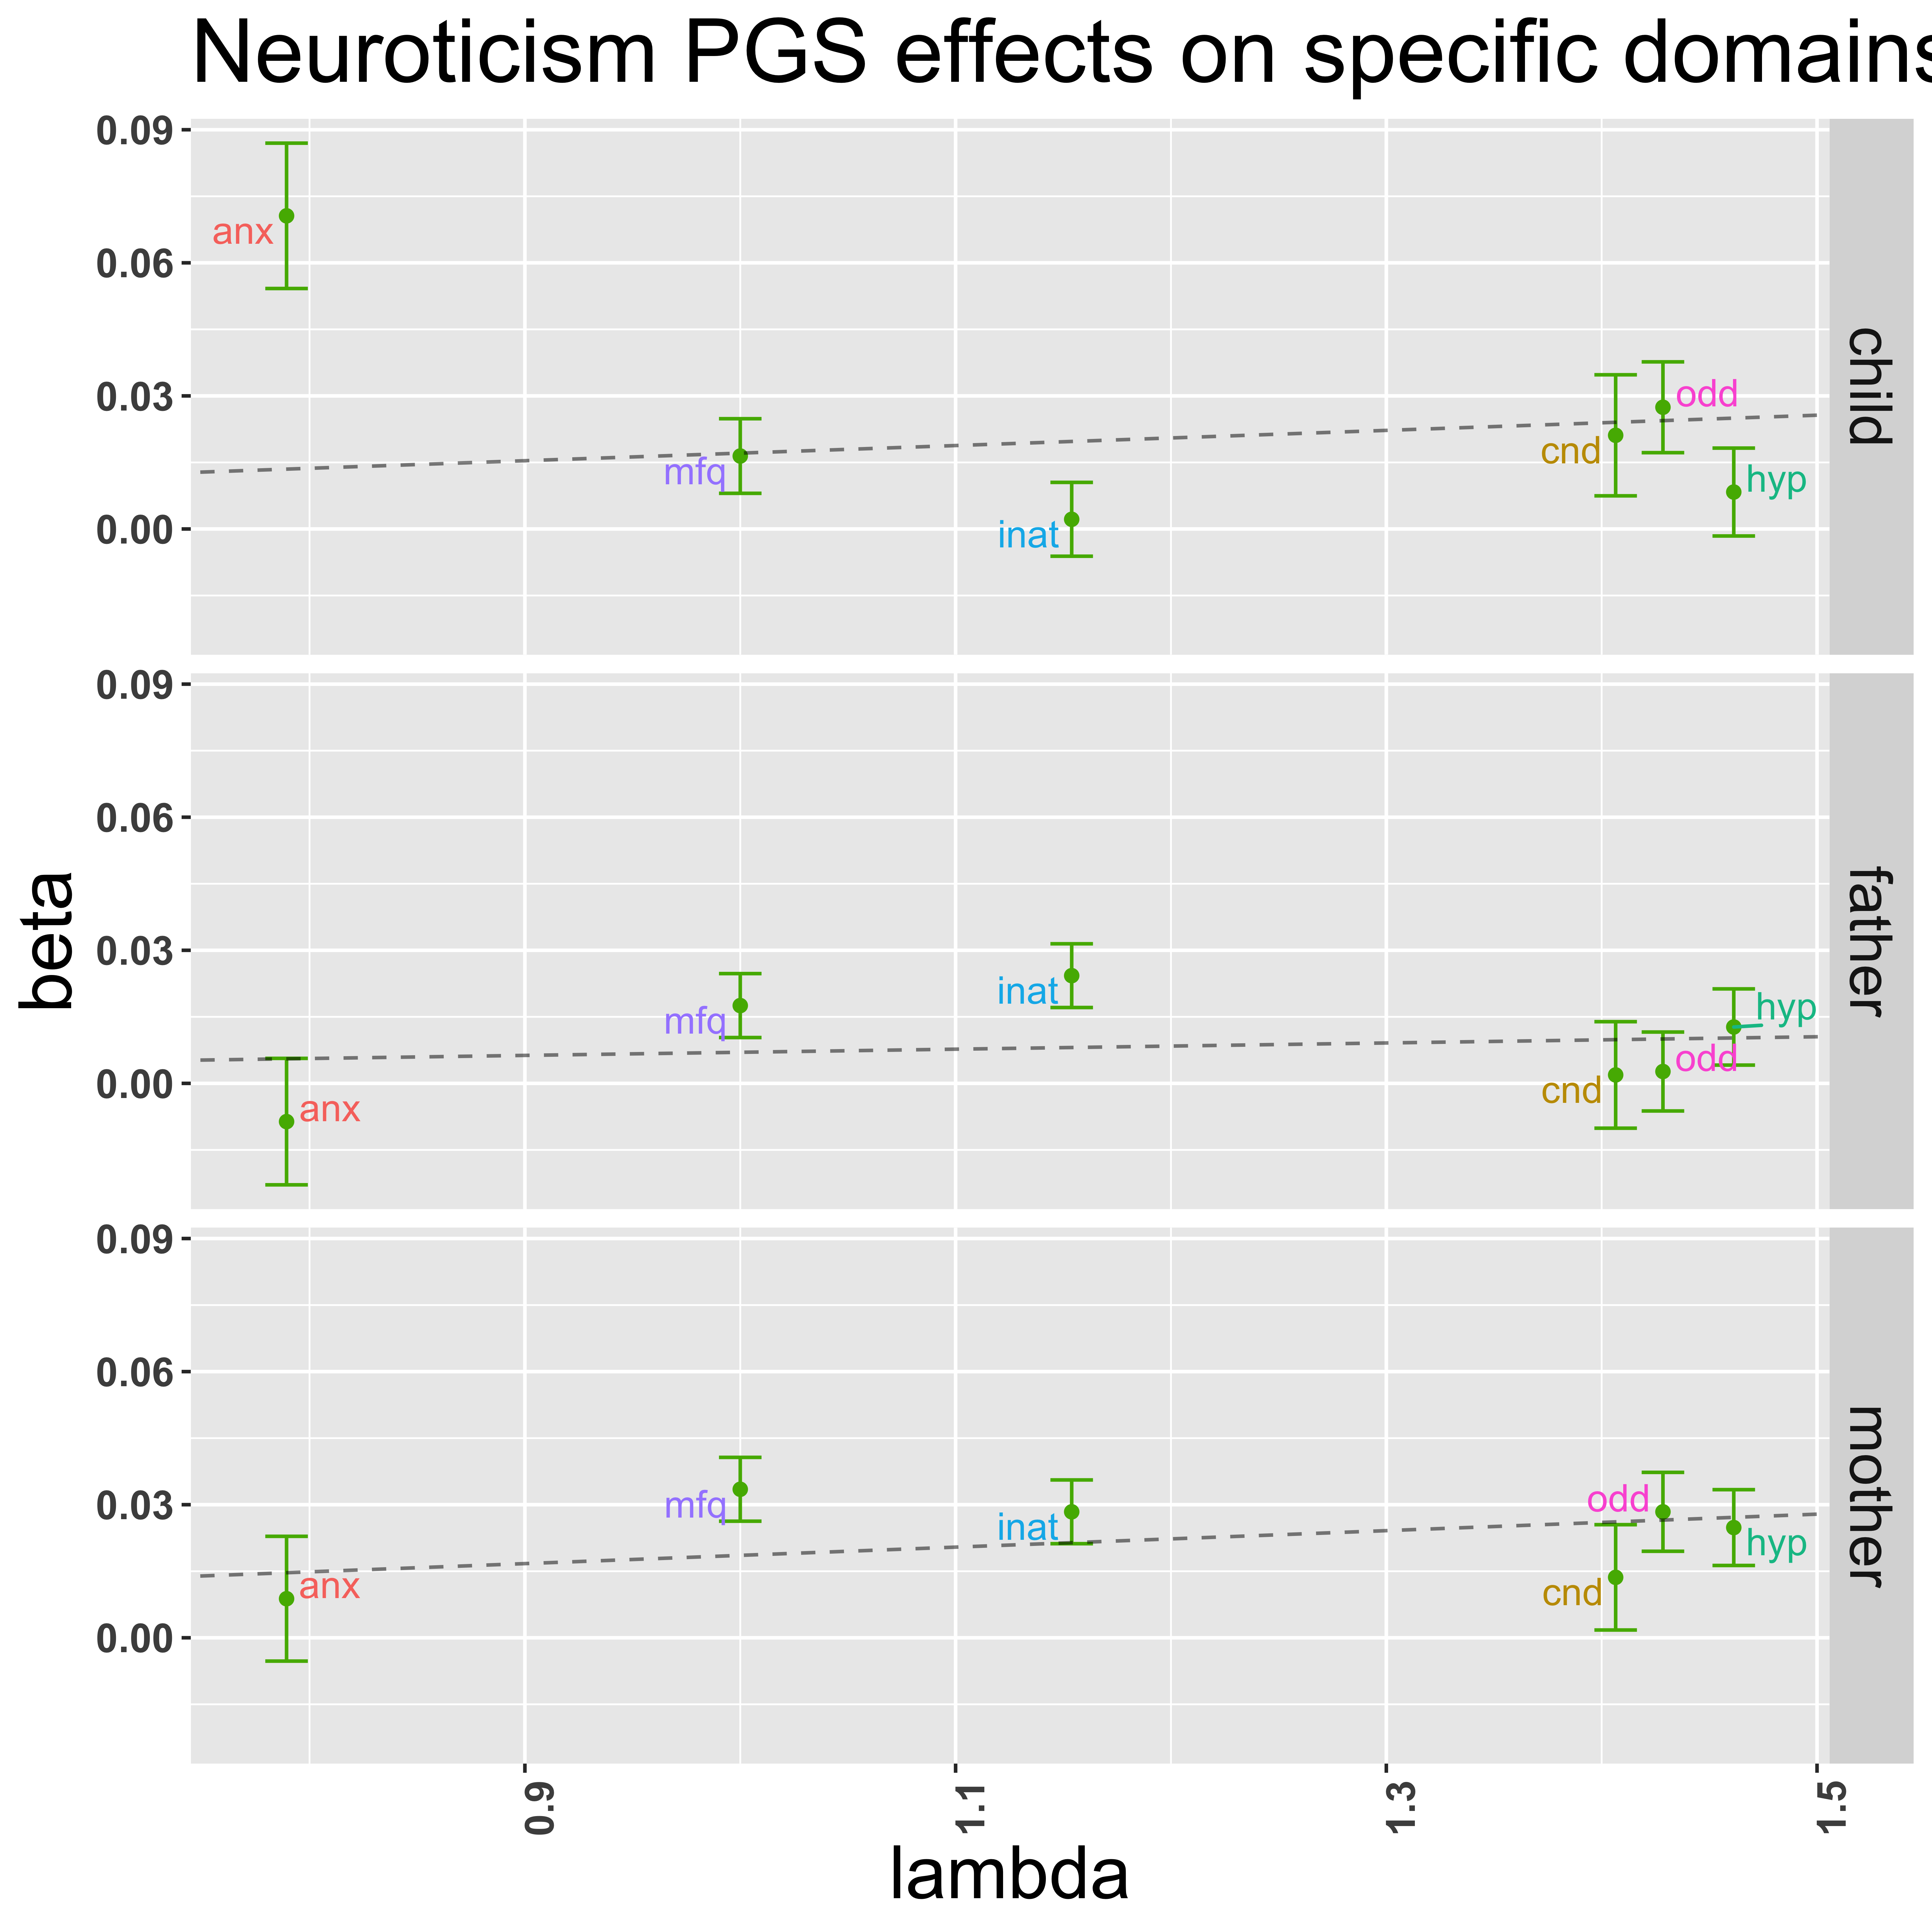 Neuroticism PGS effects on specific domains
beta
0.09
0.06
0.03
0.00
anx
mfq
inat
cnd
odd
hyp
child
0.09
0.06
0.03
0.00
anx
mfq
inat
cnd
odd
hyp
father
0.09
0.06
0.03
0.00
anx
mfq
inat
cnd
odd
hyp
mother
0.9
1.1
1.3
1.5
lambda